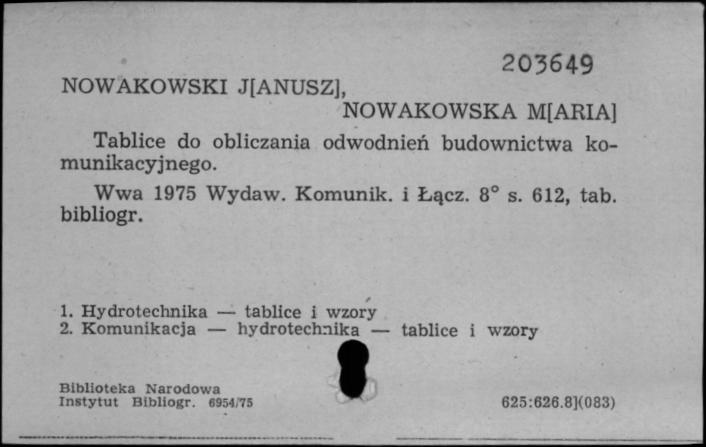 203649
NOWAKOWSKI J[ANUSZ],
NOWAKOWSKA M[ARIA]
Tablice do obliczania odwodnień budownictwa ko-
munikacyjnego.
Wwa 1975 Wydaw. Komunik. i Łącz. 8° s. 612, tab.
bibliogr.
1. Hydrotechnika — tablice i wzory
2. Komunikacja — hydrotechnika — tablice i wzory
Biblioteka Narodowa
Instytut Bibliogr. 6954/75
625:626.8](083)